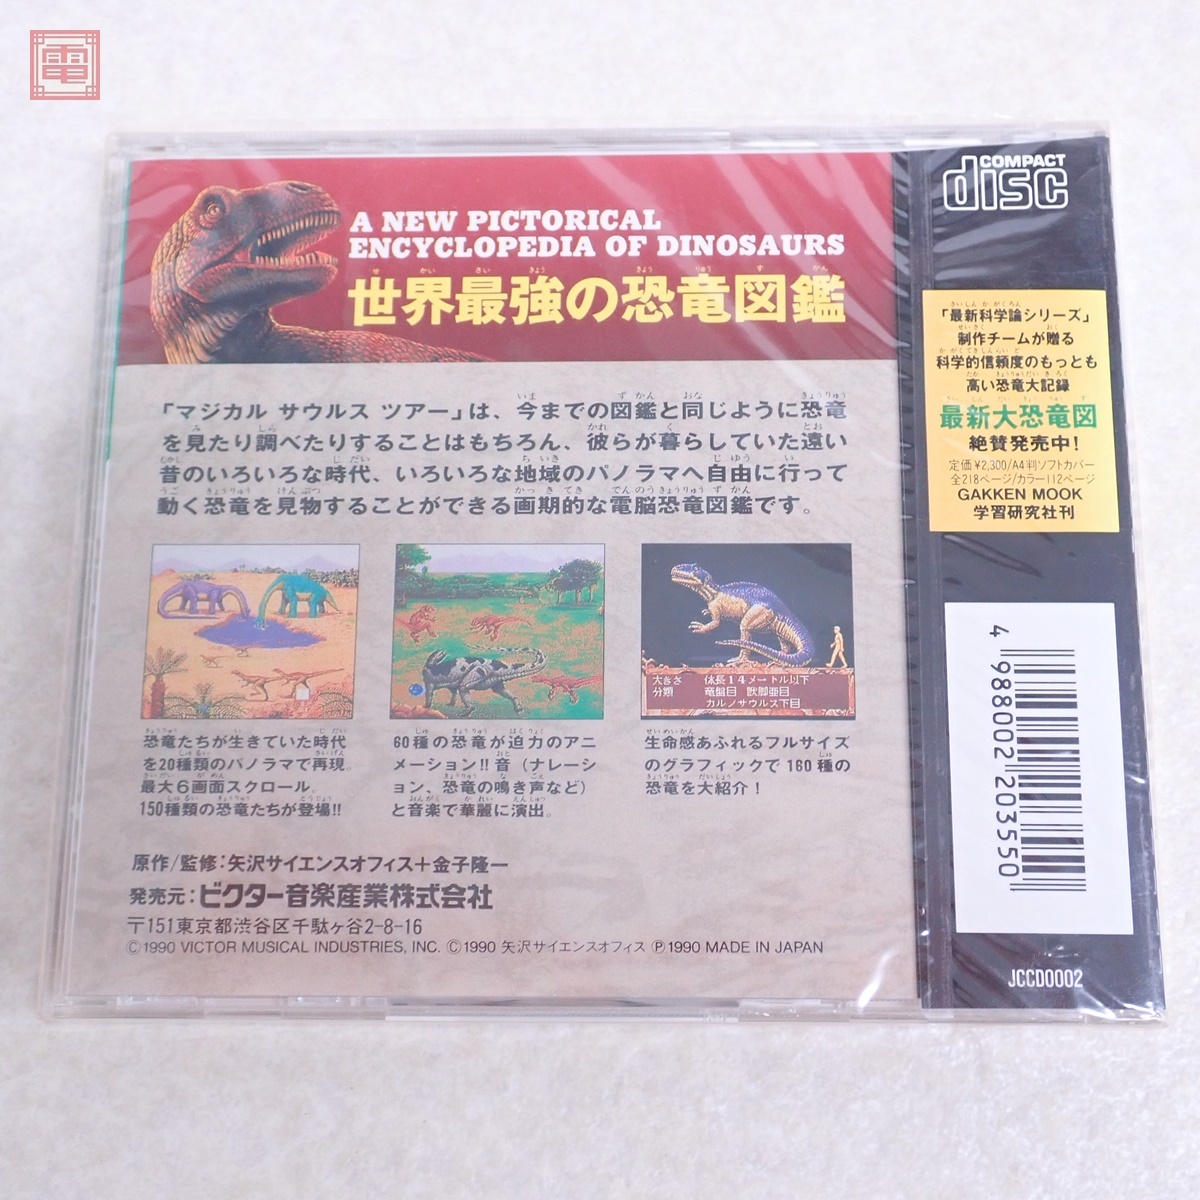 電
A NEW PICTORICAL
ENCYCLOPEDIA OF DINOSAURS
世界最強の恐竜図鑑
「マジカル サウルス ツアー」は、今までの図鑑と同じように恐竜
を見たり調べたりすることはもちろん、彼らが暮らしていた遠い
昔のいろいろな時代、いろいろな地域のパノラマへ自由に行って
動く恐竜を見物することができる画期的な電脳恐竜図鑑です。
大きさ 体長14メートル以下
分類 竜盤目 獣脚亜目
カルノサウルス下目
恐竜たちが生きていた時代
を20種類のパノラマで再現。
最大6画面スクロール。
150種類の恐竜たちが登場!!
60種の恐竜が迫力のアニ
メーション!! 音(ナレーシ
ョン、恐竜の鳴き声など)
と音楽で華麗に演出。
生命感あふれるフルサイズ
のグラフィックで160種の
恐竜を大紹介!
原作/監修:矢沢サイエンスオフィス+金子隆一
発売元:ビクター音楽産業株式会社
〒151東京都渋谷区千駄ヶ谷2-8-16
©1990 VICTOR MUSICAL INDUSTRIES, INC. ©1990 矢沢サイエンスオフィス ℗1990 MADE IN JAPAN
COMPACT
disc
「最新科学論シリーズ」
制作チームが贈る
科学的信頼度のもっとも
高い恐竜大記録
最新大恐竜図
絶賛発売中!
定価¥2,300/A4判ソフトカバー
全218ページ/カラー112ページ
GAKKEN MOOK
学習研究社刊
4 988002 203550
JCCD0002